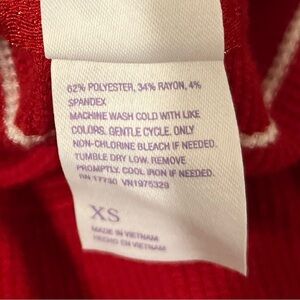 62% POLYESTER, 34% RAYON, 4%
SPANDEX
MACHINE WASH COLD WITH LIKE
COLORS. GENTLE CYCLE. ONLY
NON-CHLORINE BLEACH IF NEEDED.
TUMBLE DRY LOW. REMOVE
PROMPTLY. COOL IRON IF NEEDED.
RN 17730 VN1975329
XS
MADE IN VIETNAM
HECHO EN VIETNAM